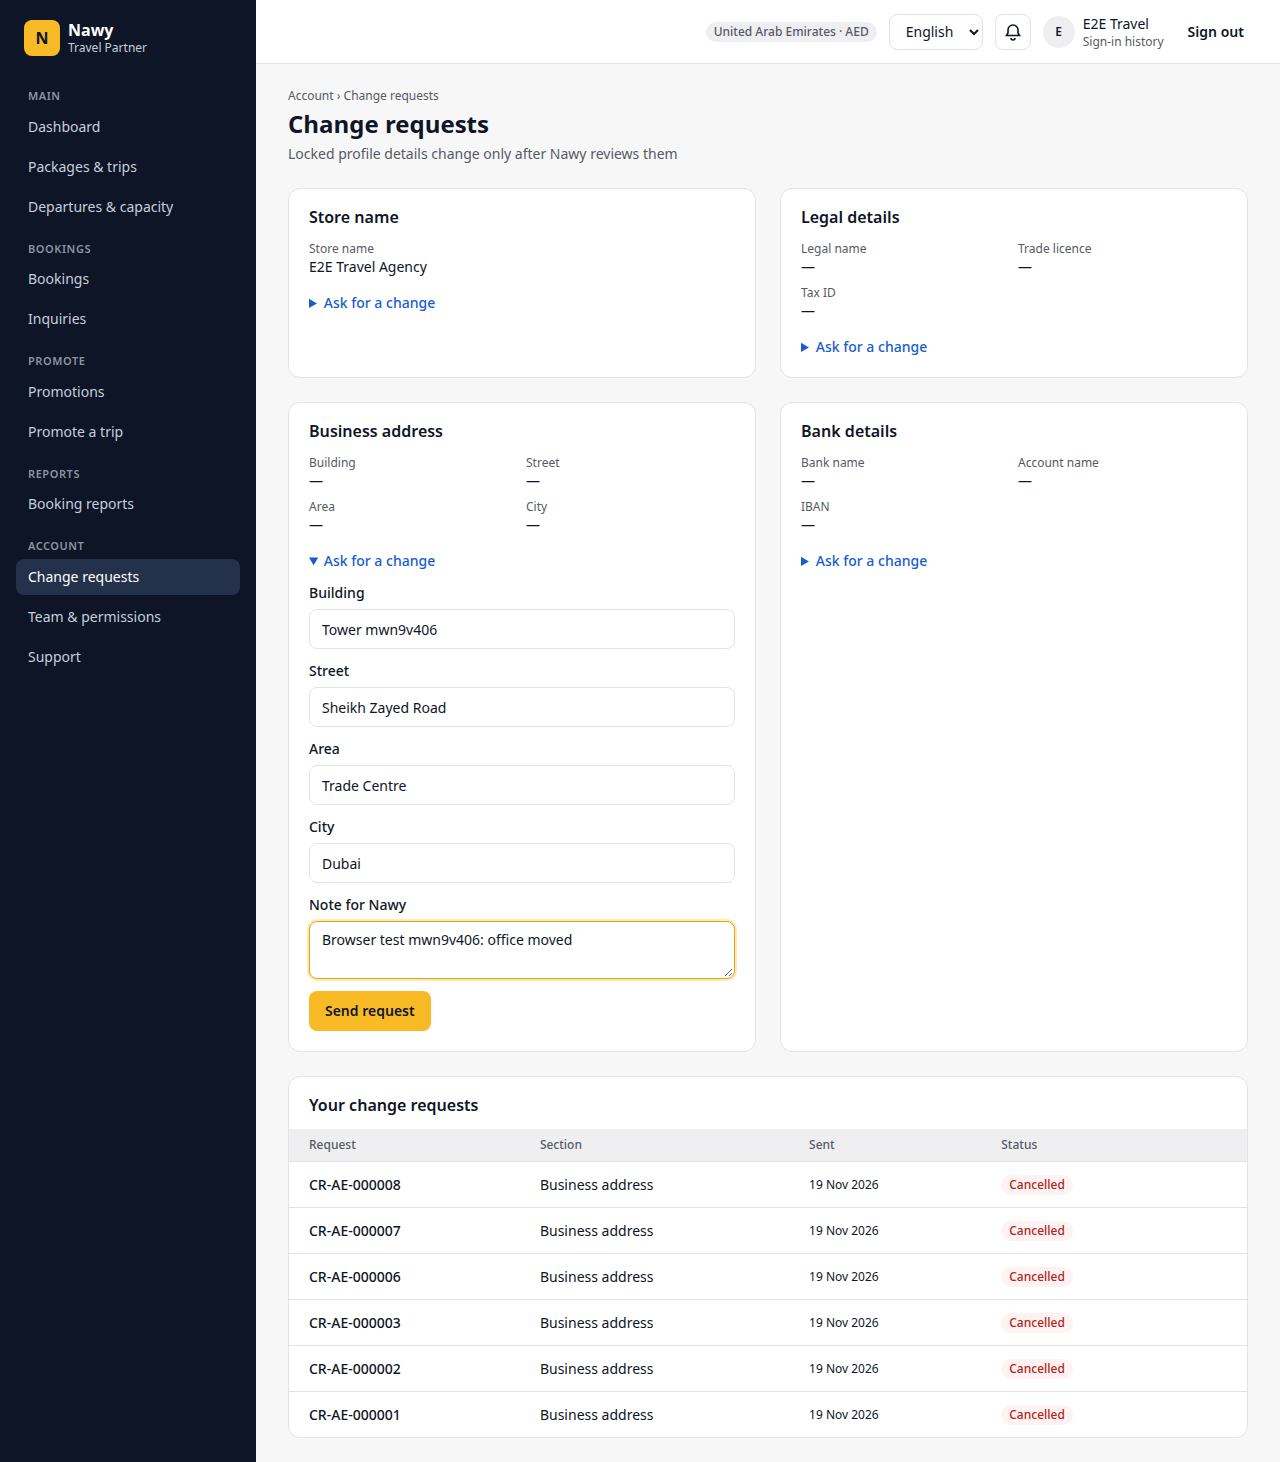 N
Nawy
Travel Partner
MAIN
Dashboard
Packages & trips
Departures & capacity
BOOKINGS
Bookings
Inquiries
PROMOTE
Promotions
Promote a trip
REPORTS
Booking reports
ACCOUNT
Change requests
Team & permissions
Support
United Arab Emirates · AED
English
E
E2E Travel
Sign-in history
Sign out
Account › Change requests
Change requests
Locked profile details change only after Nawy reviews them
Store name
Store name
E2E Travel Agency
Ask for a change
Legal details
Legal name
—
Trade licence
—
Tax ID
—
Ask for a change
Business address
Building
—
Street
—
Area
—
City
—
Ask for a change
Building
Tower mwn9v406
Street
Sheikh Zayed Road
Area
Trade Centre
City
Dubai
Note for Nawy
Browser test mwn9v406: office moved
Send request
Bank details
Bank name
—
Account name
—
IBAN
—
Ask for a change
Your change requests
Request Section Sent Status
CR-AE-000008 Business address 19 Nov 2026 Cancelled
CR-AE-000007 Business address 19 Nov 2026 Cancelled
CR-AE-000006 Business address 19 Nov 2026 Cancelled
CR-AE-000003 Business address 19 Nov 2026 Cancelled
CR-AE-000002 Business address 19 Nov 2026 Cancelled
CR-AE-000001 Business address 19 Nov 2026 Cancelled